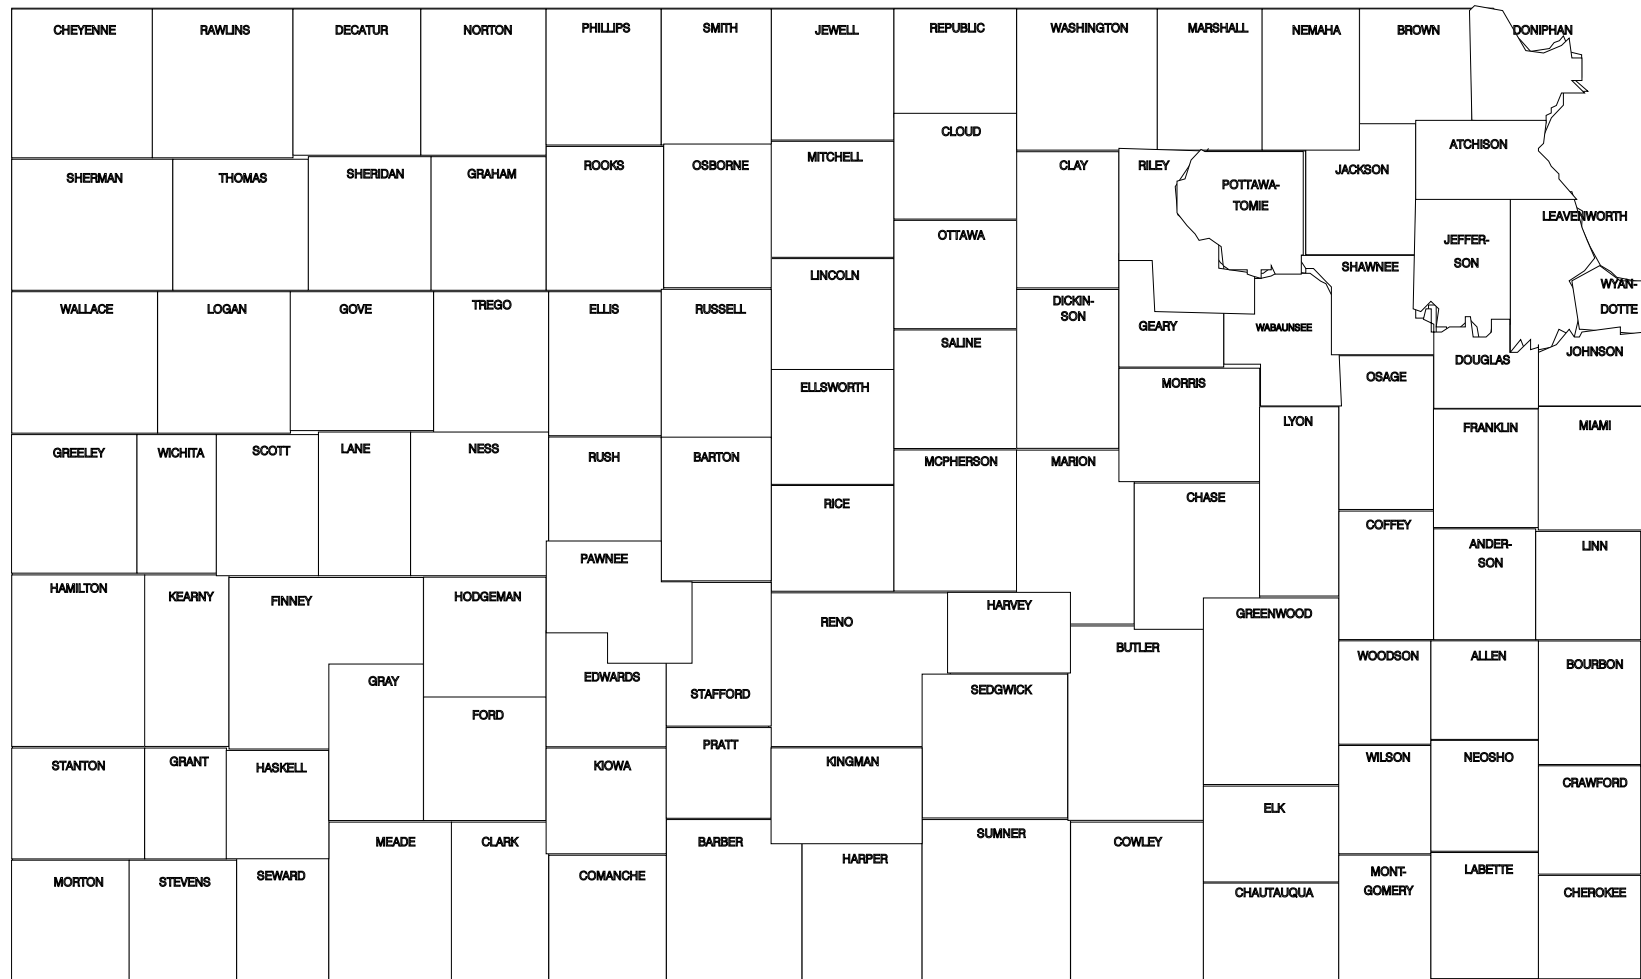 CHEYENNE
RAWLINS
DECATUR
NORTON
PHILLIPS
SMITH
JEWELL
REPUBLIC
WASHINGTON
MARSHALL
NEMAHA
BROWN
DONIPHAN
CLOUD
ATCHISON
SHERMAN
THOMAS
SHERIDAN
GRAHAM
ROOKS
OSBORNE
MITCHELL
CLAY
RILEY
POTTAWA-
TOMIE
JACKSON
LEAVENWORTH
OTTAWA
JEFFER-
SON
SHAWNEE
LINCOLN
WYAN-
DOTTE
WALLACE
LOGAN
GOVE
TREGO
ELLIS
RUSSELL
DICKIN-
SON
GEARY
WABAUNSEE
SALINE
DOUGLAS
JOHNSON
ELLSWORTH
MORRIS
OSAGE
LYON
FRANKLIN
MIAMI
GREELEY
WICHITA
SCOTT
LANE
NESS
RUSH
BARTON
MCPHERSON
MARION
RICE
CHASE
COFFEY
ANDER-
SON
LINN
PAWNEE
HAMILTON
KEARNY
FINNEY
HODGEMAN
RENO
HARVEY
GREENWOOD
BUTLER
WOODSON
ALLEN
BOURBON
GRAY
EDWARDS
STAFFORD
SEDGWICK
FORD
PRATT
STANTON
GRANT
HASKELL
KIOWA
KINGMAN
WILSON
NEOSHO
CRAWFORD
ELK
MEADE
CLARK
BARBER
SUMNER
COWLEY
HARPER
MORTON
STEVENS
SEWARD
COMANCHE
CHAUTAUQUA
MONT-
GOMERY
LABETTE
CHEROKEE